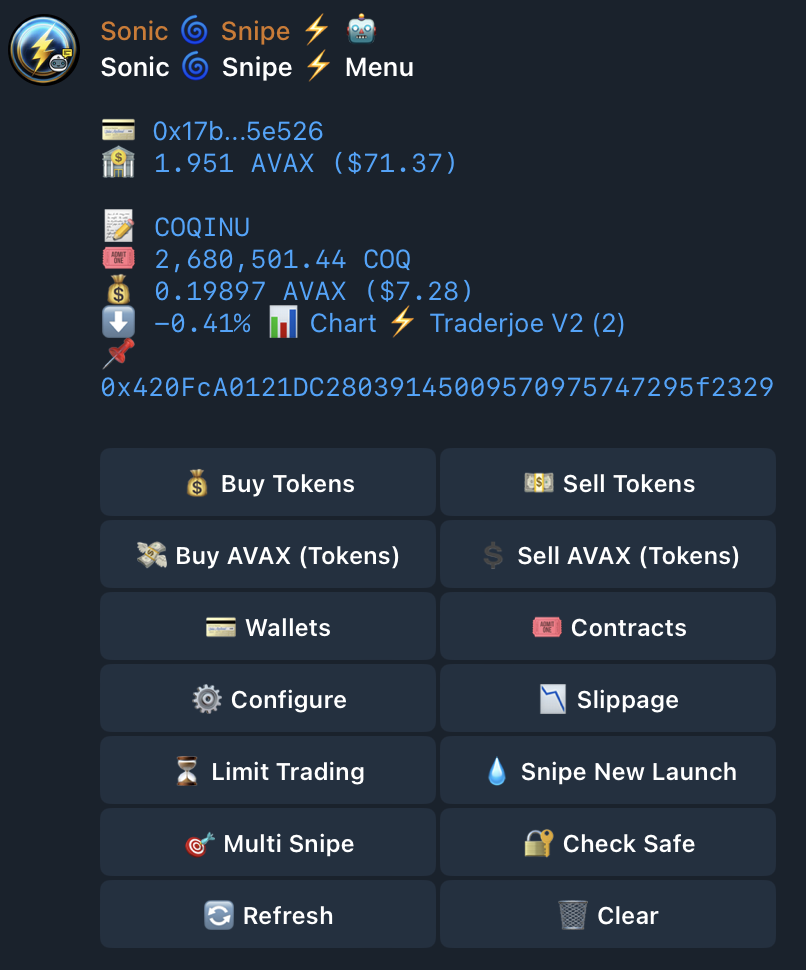 Sonic 🌀 Snipe ⚡ 🤖
Sonic 🌀 Snipe ⚡ Menu
💳 0x17b...5e526
🏦 1.951 AVAX ($71.37)
📝 COQINU
🎟 2,680,501.44 COQ
💰 0.19897 AVAX ($7.28)
⬇️ -0.41% 📊 Chart ⚡ Traderjoe V2 (2)
📌
0x420FcA0121DC28039145009570975747295f2329
💰 Buy Tokens
💵 Sell Tokens
💸 Buy AVAX (Tokens)
💲 Sell AVAX (Tokens)
💳 Wallets
🎟 Contracts
⚙️ Configure
📉 Slippage
⏳ Limit Trading
💧 Snipe New Launch
🎯 Multi Snipe
🔐 Check Safe
🔄 Refresh
🗑 Clear